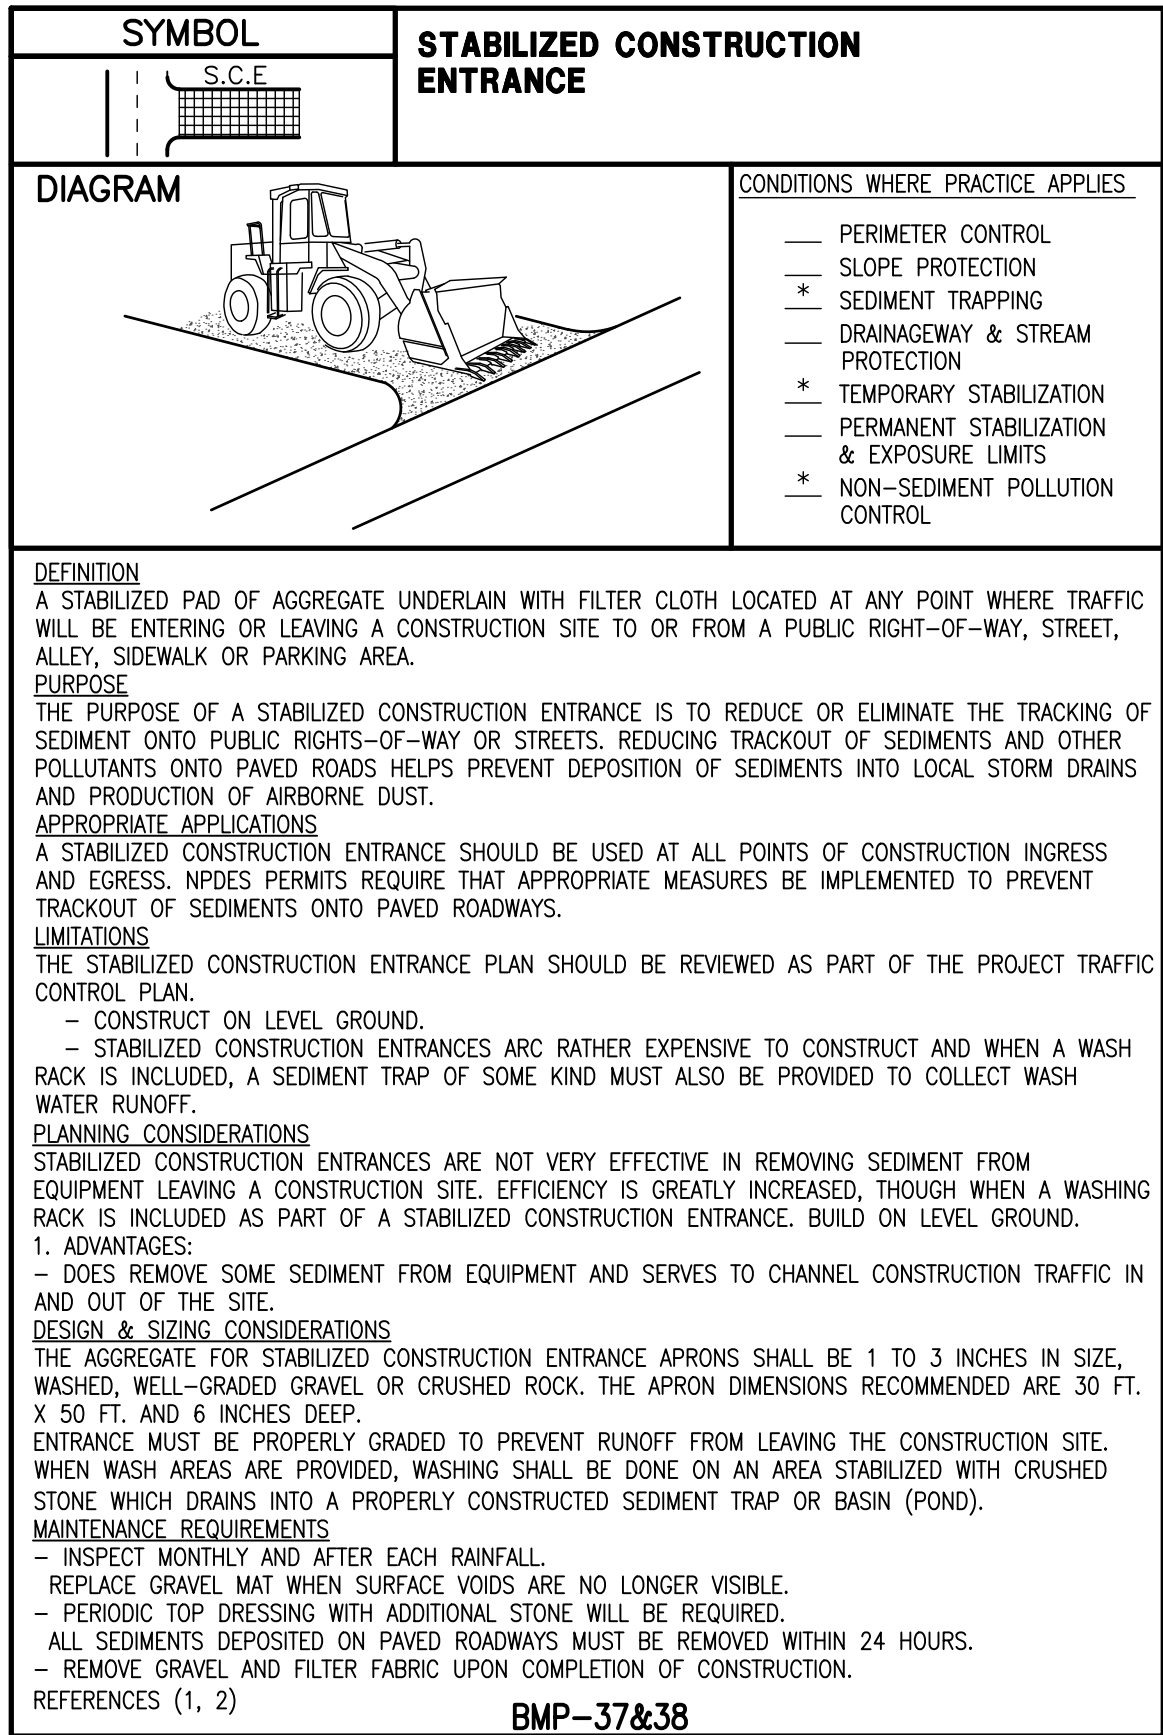 SYMBOL
S.C.E
STABILIZED CONSTRUCTION
ENTRANCE
DIAGRAM
CONDITIONS WHERE PRACTICE APPLIES
___ PERIMETER CONTROL
___ SLOPE PROTECTION
_*_ SEDIMENT TRAPPING
___ DRAINAGEWAY & STREAM
PROTECTION
_*_ TEMPORARY STABILIZATION
___ PERMANENT STABILIZATION
& EXPOSURE LIMITS
_*_ NON-SEDIMENT POLLUTION
CONTROL
DEFINITION
A STABILIZED PAD OF AGGREGATE UNDERLAIN WITH FILTER CLOTH LOCATED AT ANY POINT WHERE TRAFFIC
WILL BE ENTERING OR LEAVING A CONSTRUCTION SITE TO OR FROM A PUBLIC RIGHT-OF-WAY, STREET,
ALLEY, SIDEWALK OR PARKING AREA.
PURPOSE
THE PURPOSE OF A STABILIZED CONSTRUCTION ENTRANCE IS TO REDUCE OR ELIMINATE THE TRACKING OF
SEDIMENT ONTO PUBLIC RIGHTS-OF-WAY OR STREETS. REDUCING TRACKOUT OF SEDIMENTS AND OTHER
POLLUTANTS ONTO PAVED ROADS HELPS PREVENT DEPOSITION OF SEDIMENTS INTO LOCAL STORM DRAINS
AND PRODUCTION OF AIRBORNE DUST.
APPROPRIATE APPLICATIONS
A STABILIZED CONSTRUCTION ENTRANCE SHOULD BE USED AT ALL POINTS OF CONSTRUCTION INGRESS
AND EGRESS. NPDES PERMITS REQUIRE THAT APPROPRIATE MEASURES BE IMPLEMENTED TO PREVENT
TRACKOUT OF SEDIMENTS ONTO PAVED ROADWAYS.
LIMITATIONS
THE STABILIZED CONSTRUCTION ENTRANCE PLAN SHOULD BE REVIEWED AS PART OF THE PROJECT TRAFFIC
CONTROL PLAN.
- CONSTRUCT ON LEVEL GROUND.
- STABILIZED CONSTRUCTION ENTRANCES ARC RATHER EXPENSIVE TO CONSTRUCT AND WHEN A WASH
RACK IS INCLUDED, A SEDIMENT TRAP OF SOME KIND MUST ALSO BE PROVIDED TO COLLECT WASH
WATER RUNOFF.
PLANNING CONSIDERATIONS
STABILIZED CONSTRUCTION ENTRANCES ARE NOT VERY EFFECTIVE IN REMOVING SEDIMENT FROM
EQUIPMENT LEAVING A CONSTRUCTION SITE. EFFICIENCY IS GREATLY INCREASED, THOUGH WHEN A WASHING
RACK IS INCLUDED AS PART OF A STABILIZED CONSTRUCTION ENTRANCE. BUILD ON LEVEL GROUND.
1. ADVANTAGES:
- DOES REMOVE SOME SEDIMENT FROM EQUIPMENT AND SERVES TO CHANNEL CONSTRUCTION TRAFFIC IN
AND OUT OF THE SITE.
DESIGN & SIZING CONSIDERATIONS
THE AGGREGATE FOR STABILIZED CONSTRUCTION ENTRANCE APRONS SHALL BE 1 TO 3 INCHES IN SIZE,
WASHED, WELL-GRADED GRAVEL OR CRUSHED ROCK. THE APRON DIMENSIONS RECOMMENDED ARE 30 FT.
X 50 FT. AND 6 INCHES DEEP.
ENTRANCE MUST BE PROPERLY GRADED TO PREVENT RUNOFF FROM LEAVING THE CONSTRUCTION SITE.
WHEN WASH AREAS ARE PROVIDED, WASHING SHALL BE DONE ON AN AREA STABILIZED WITH CRUSHED
STONE WHICH DRAINS INTO A PROPERLY CONSTRUCTED SEDIMENT TRAP OR BASIN (POND).
MAINTENANCE REQUIREMENTS
- INSPECT MONTHLY AND AFTER EACH RAINFALL.
REPLACE GRAVEL MAT WHEN SURFACE VOIDS ARE NO LONGER VISIBLE.
- PERIODIC TOP DRESSING WITH ADDITIONAL STONE WILL BE REQUIRED.
ALL SEDIMENTS DEPOSITED ON PAVED ROADWAYS MUST BE REMOVED WITHIN 24 HOURS.
- REMOVE GRAVEL AND FILTER FABRIC UPON COMPLETION OF CONSTRUCTION.
REFERENCES (1, 2)
BMP-37&38